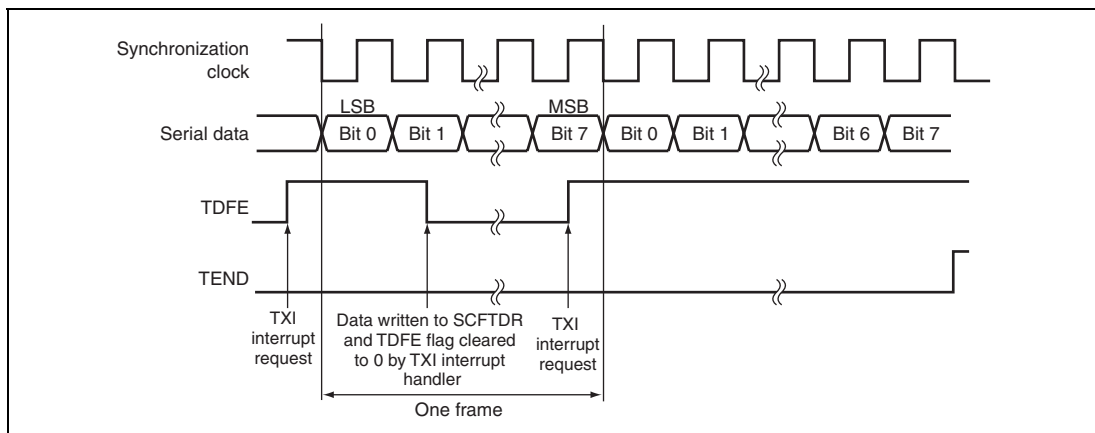 Synchronization
clock
LSB
MSB
Serial data
Bit 0
Bit 1
Bit 7
Bit 0
Bit 1
Bit 6
Bit 7
TDFE
TEND
TXI
interrupt
request
Data written to SCFTDR
and TDFE flag cleared
to 0 by TXI interrupt
handler
TXI
interrupt
request
One frame